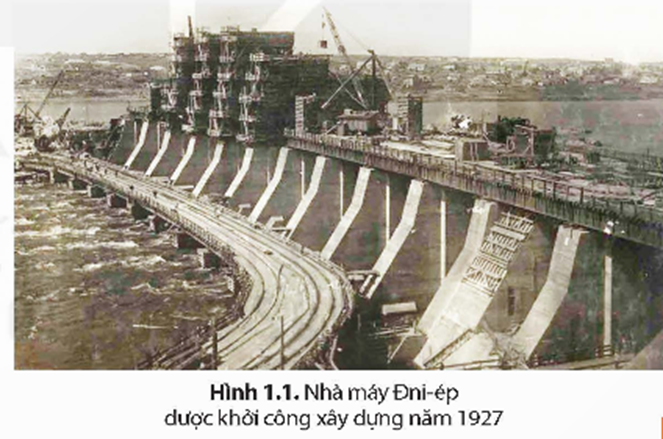 Hình 1.1. Nhà máy Đni-ép
được khởi công xây dựng năm 1927